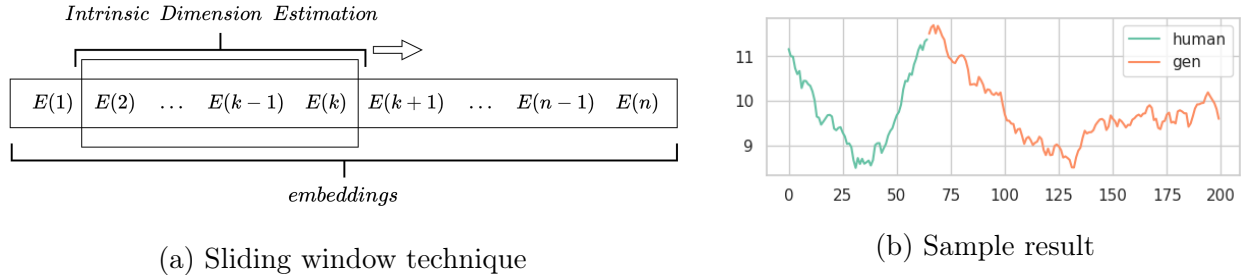 Intrinsic Dimension Estimation
E(1) E(2) ... E(k − 1) E(k) E(k + 1) ... E(n − 1) E(n)
embeddings
(a) Sliding window technique
human
gen
11
10
9
0 25 50 75 100 125 150 175 200
(b) Sample result